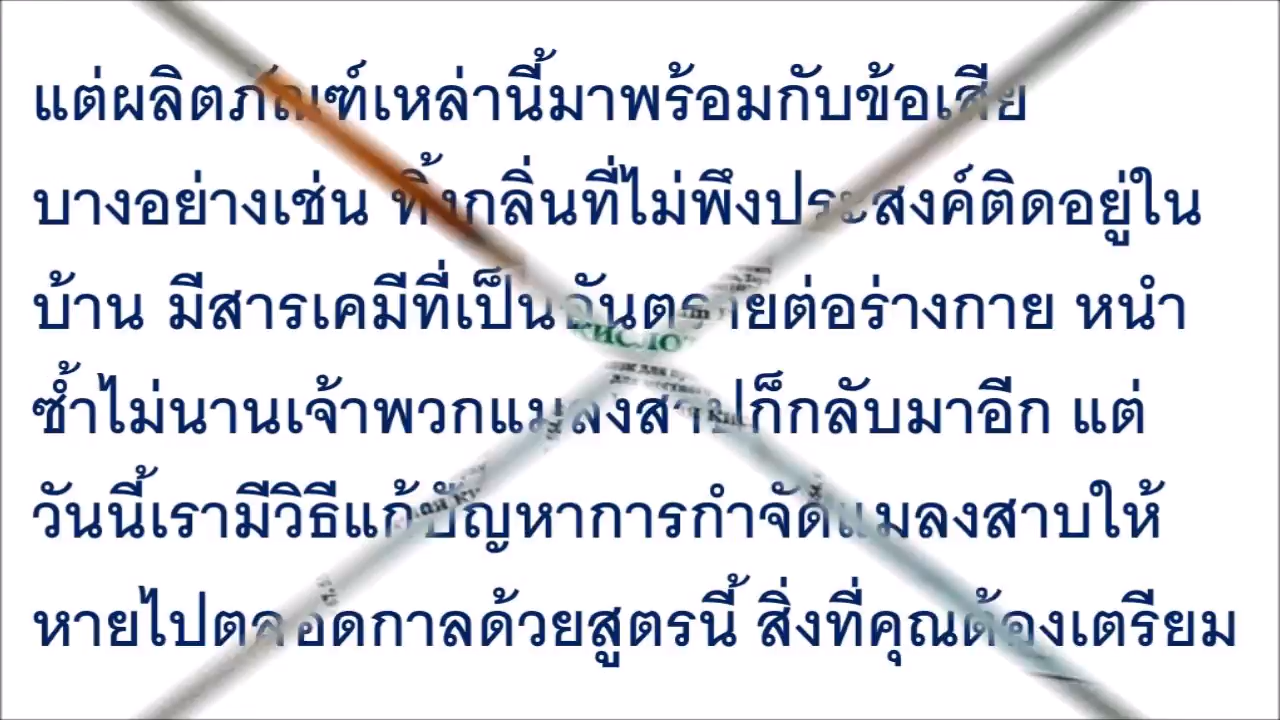 แต่ผลิตภัณฑ์เหล่านี้มาพร้อมกับข้อเสีย
บางอย่างเช่น ทิ้งกลิ่นที่ไม่พึงประสงค์ติดอยู่ใน
บ้าน มีสารเคมีที่เป็นอันตรายต่อร่างกาย หนำ
ซ้ำไม่นานเจ้าพวกแมลงสาปก็กลับมาอีก แต่
วันนี้เรามีวิธีแก้ปัญหาการกำจัดแมลงสาบให้
หายไปตลอดกาลด้วยสูตรนี้ สิ่งที่คุณต้องเตรียม